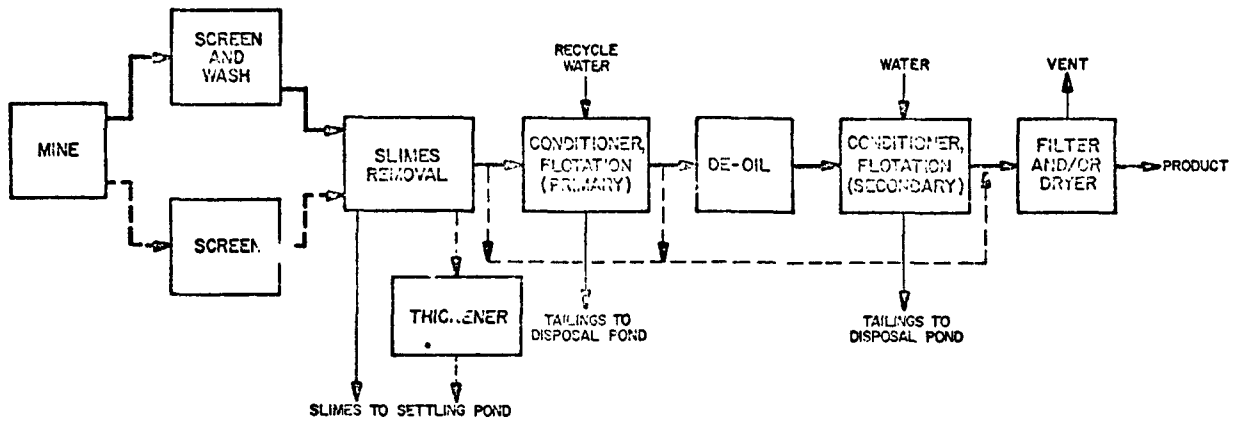 MINE
SCREEN
AND
WASH
SCREEN
SLIMES
REMOVAL
THICKENER
SLIMES TO SETTLING POND
RECYCLE
WATER
CONDITIONER,
FLOTATION
(PRIMARY)
TAILINGS TO
DISPOSAL POND
DE-OIL
WATER
CONDITIONER,
FLOTATION
(SECONDARY)
TAILINGS TO
DISPOSAL POND
VENT
FILTER
AND/OR
DRYER
PRODUCT